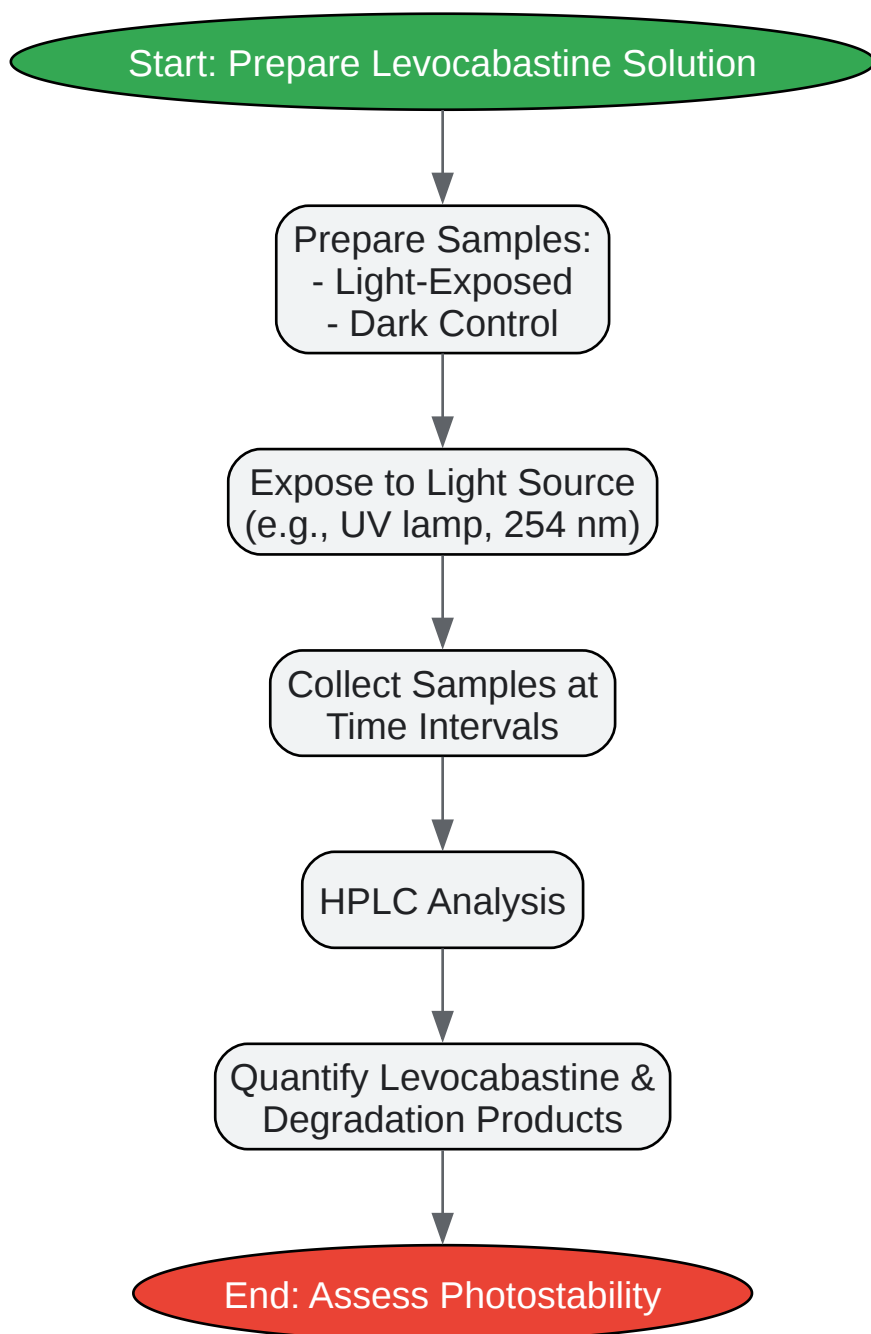 Start: Prepare Levocabastine Solution
Prepare Samples:
- Light-Exposed
- Dark Control
Expose to Light Source
(e.g., UV lamp, 254 nm)
Collect Samples at
Time Intervals
HPLC Analysis
Quantify Levocabastine &
Degradation Products
End: Assess Photostability